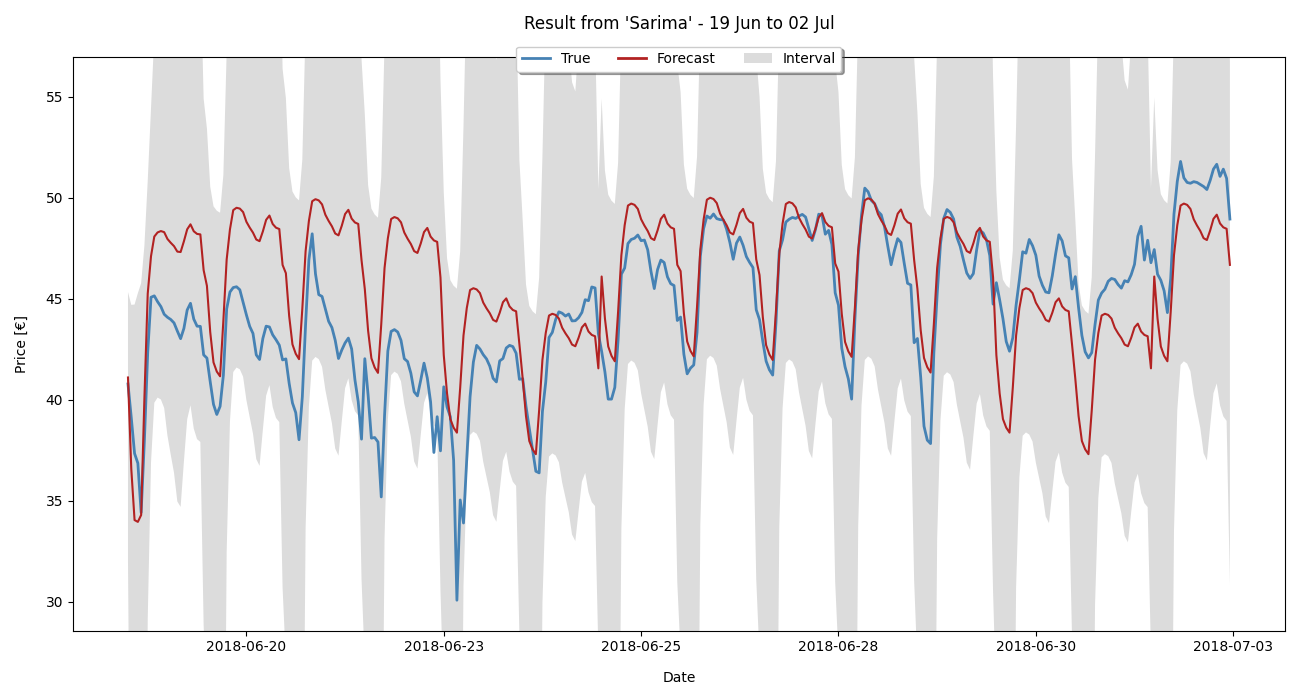 Result from 'Sarima' - 19 Jun to 02 Jul
True Forecast Interval
55
50
45
40
35
30
Price [€]
2018-06-20 2018-06-23 2018-06-25 2018-06-28 2018-06-30 2018-07-03
Date